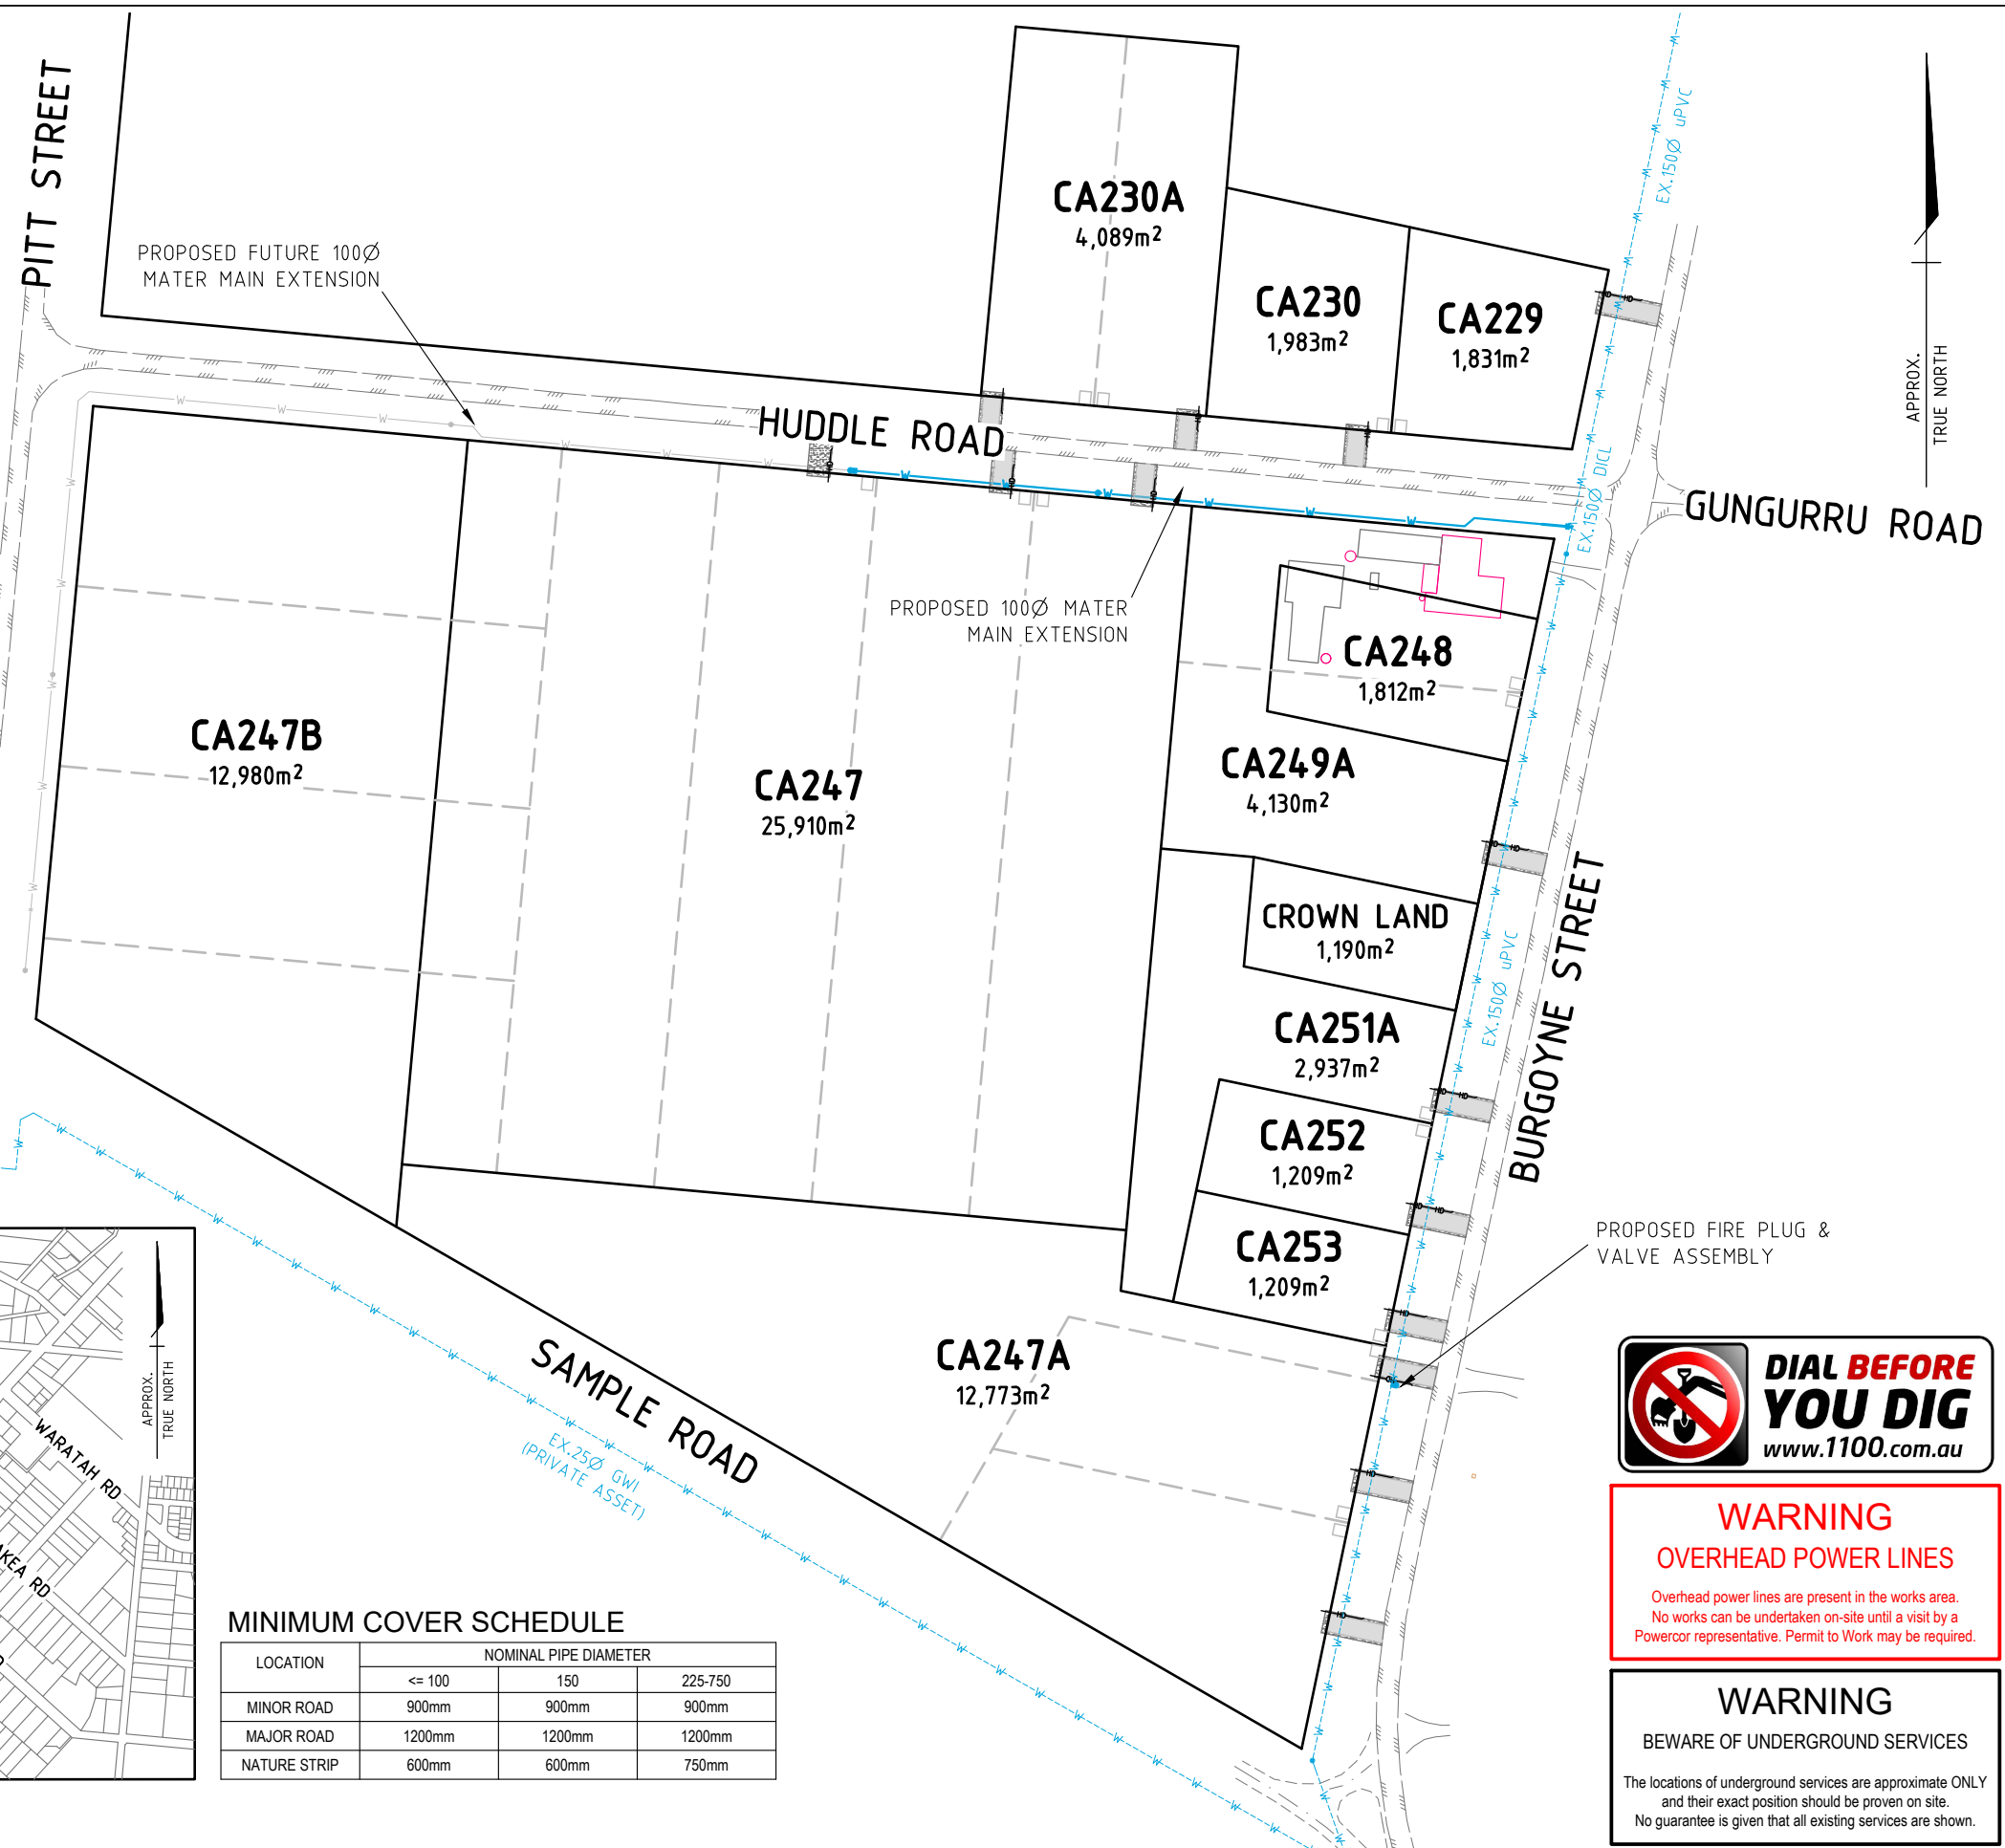 PITT STREET
PROPOSED FUTURE 100Ø
MATER MAIN EXTENSION
CA230A
4,089m²
CA230
1,983m²
CA229
1,831m²
EX.150Ø uPVC
APPROX.
TRUE NORTH
HUDDLE ROAD
EX.150Ø DICL
GUNGURRU ROAD
PROPOSED 100Ø MATER
MAIN EXTENSION
CA248
1,812m²
CA247B
12,980m²
CA247
25,910m²
CA249A
4,130m²
CROWN LAND
1,190m²
EX.150Ø uPVC
BURGOYNE STREET
CA251A
2,937m²
CA252
1,209m²
CA253
1,209m²
PROPOSED FIRE PLUG &
VALVE ASSEMBLY
CA247A
12,773m²
SAMPLE ROAD
EX.25Ø GWI
(PRIVATE ASSET)
APPROX.
TRUE NORTH
WARATAH RD
AKEA RD
MINIMUM COVER SCHEDULE
LOCATION NOMINAL PIPE DIAMETER
<= 100 150 225-750
MINOR ROAD 900mm 900mm 900mm
MAJOR ROAD 1200mm 1200mm 1200mm
NATURE STRIP 600mm 600mm 750mm
DIAL BEFORE
YOU DIG
www.1100.com.au
WARNING
OVERHEAD POWER LINES
Overhead power lines are present in the works area.
No works can be undertaken on-site until a visit by a
Powercor representative. Permit to Work may be required.
WARNING
BEWARE OF UNDERGROUND SERVICES
The locations of underground services are approximate ONLY
and their exact position should be proven on site.
No guarantee is given that all existing services are shown.